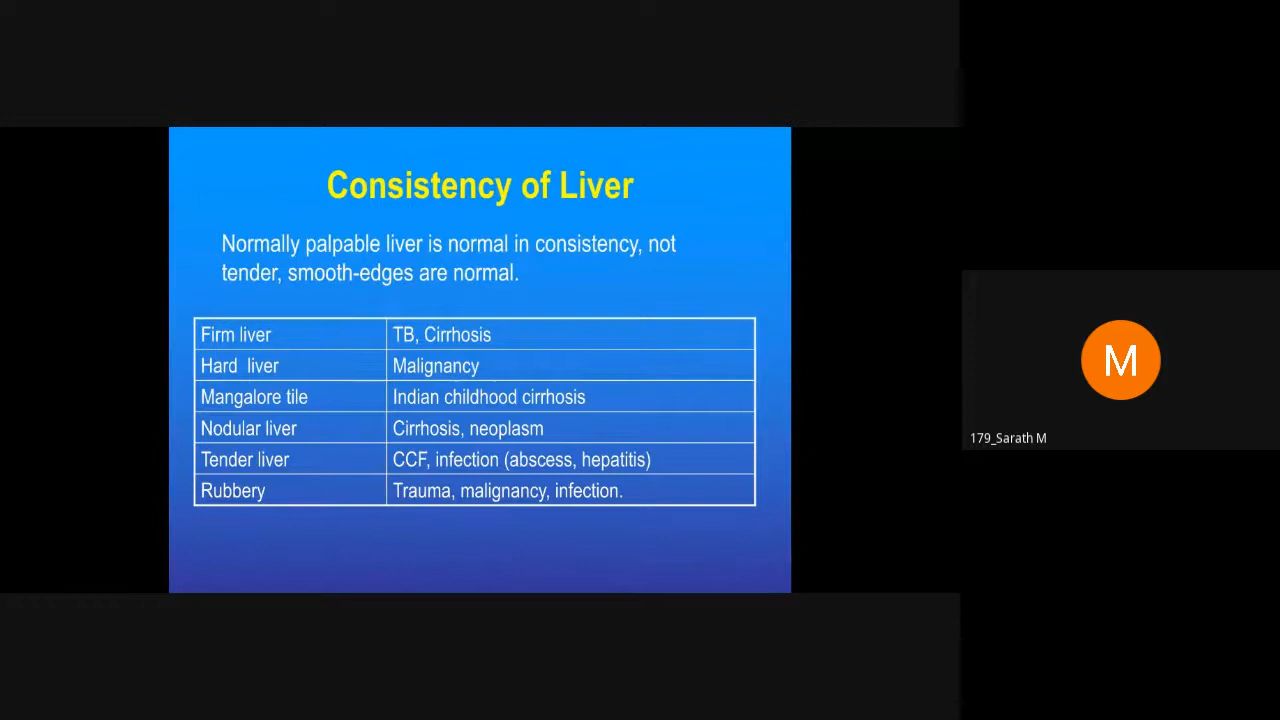 Consistency of Liver
Normally palpable liver is normal in consistency, not
tender, smooth-edges are normal.
Firm liver TB, Cirrhosis
Hard liver Malignancy
Mangalore tile Indian childhood cirrhosis
Nodular liver Cirrhosis, neoplasm
Tender liver CCF, infection (abscess, hepatitis)
Rubbery Trauma, malignancy, infection.
M
179_Sarath M